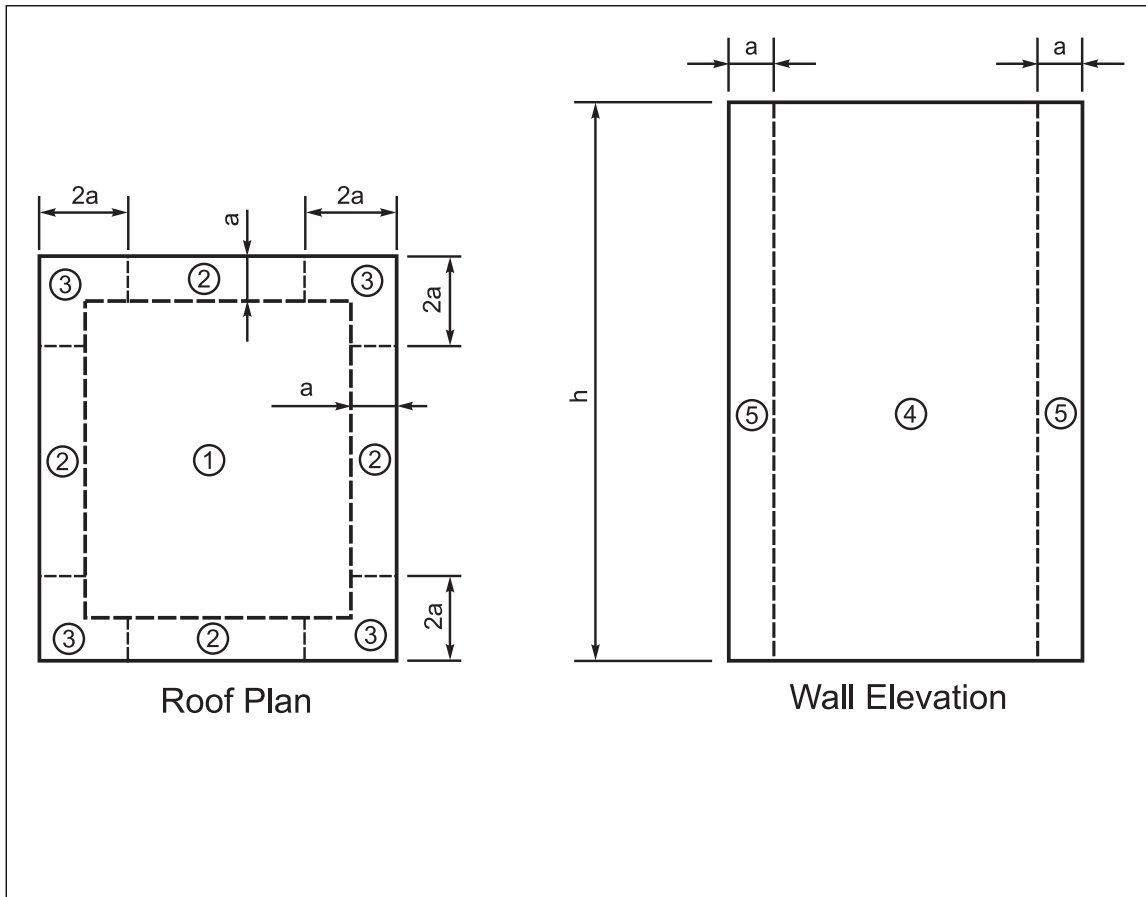 a
a
2a
2a
a
③
②
③
2a
a
h
⑤
④
⑤
②
①
②
2a
③
②
③
Roof Plan
Wall Elevation